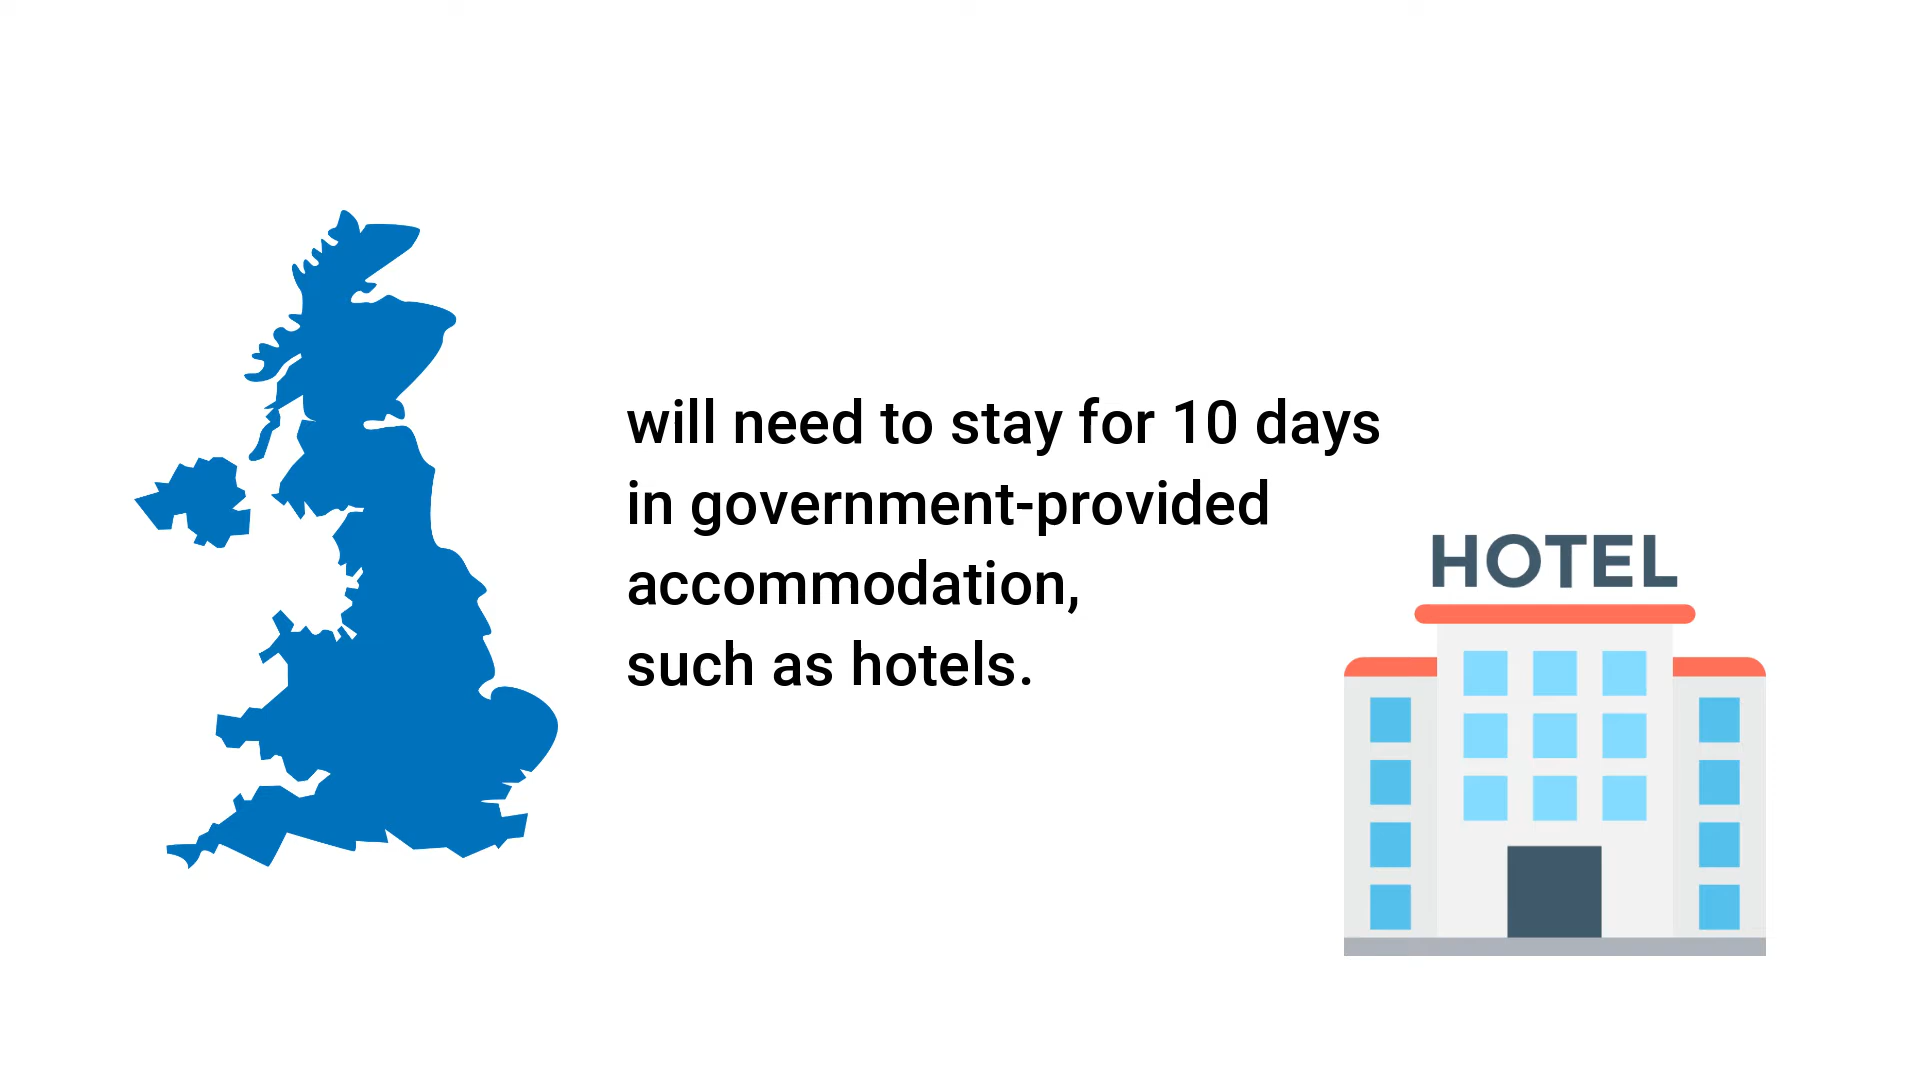 will need to stay for 10 days
in government-provided
accommodation,
such as hotels.
HOTEL